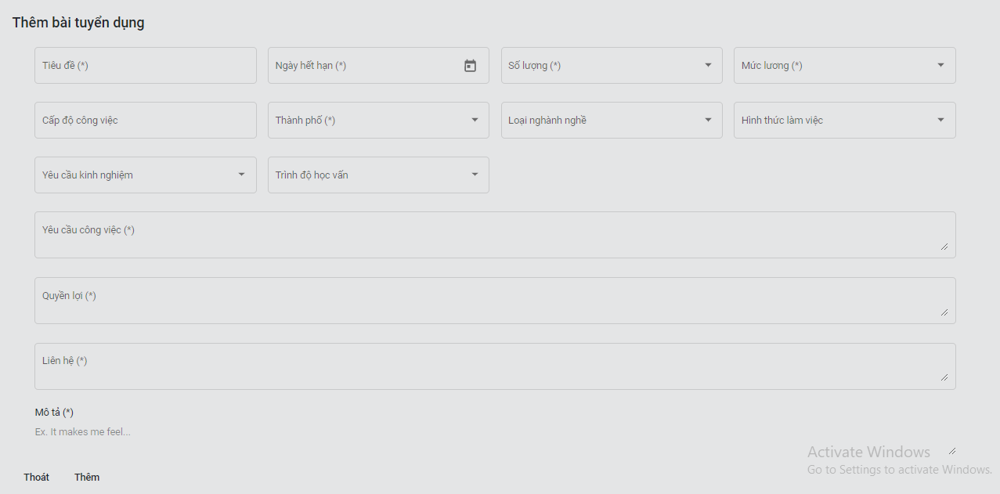 Thêm bài tuyển dụng
Tiêu đề (*)
Ngày hết hạn (*)
Số lượng (*)
Mức lương (*)
Cấp độ công việc
Thành phố (*)
Loại nghành nghề
Hình thức làm việc
Yêu cầu kinh nghiệm
Trình độ học vấn
Yêu cầu công việc (*)
Quyền lợi (*)
Liên hệ (*)
Mô tả (*)
Ex. It makes me feel...
Activate Windows
Go to Settings to activate Windows.
Thoát
Thêm